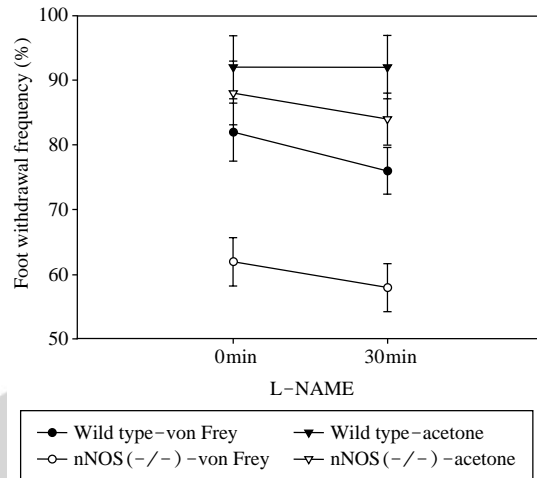 Foot withdrawal frequency (%)
100
90
80
70
60
50
0min 30min
L-NAME
Wild type-von Frey Wild type-acetone
nNOS(-/-)-von Frey nNOS(-/-)-acetone